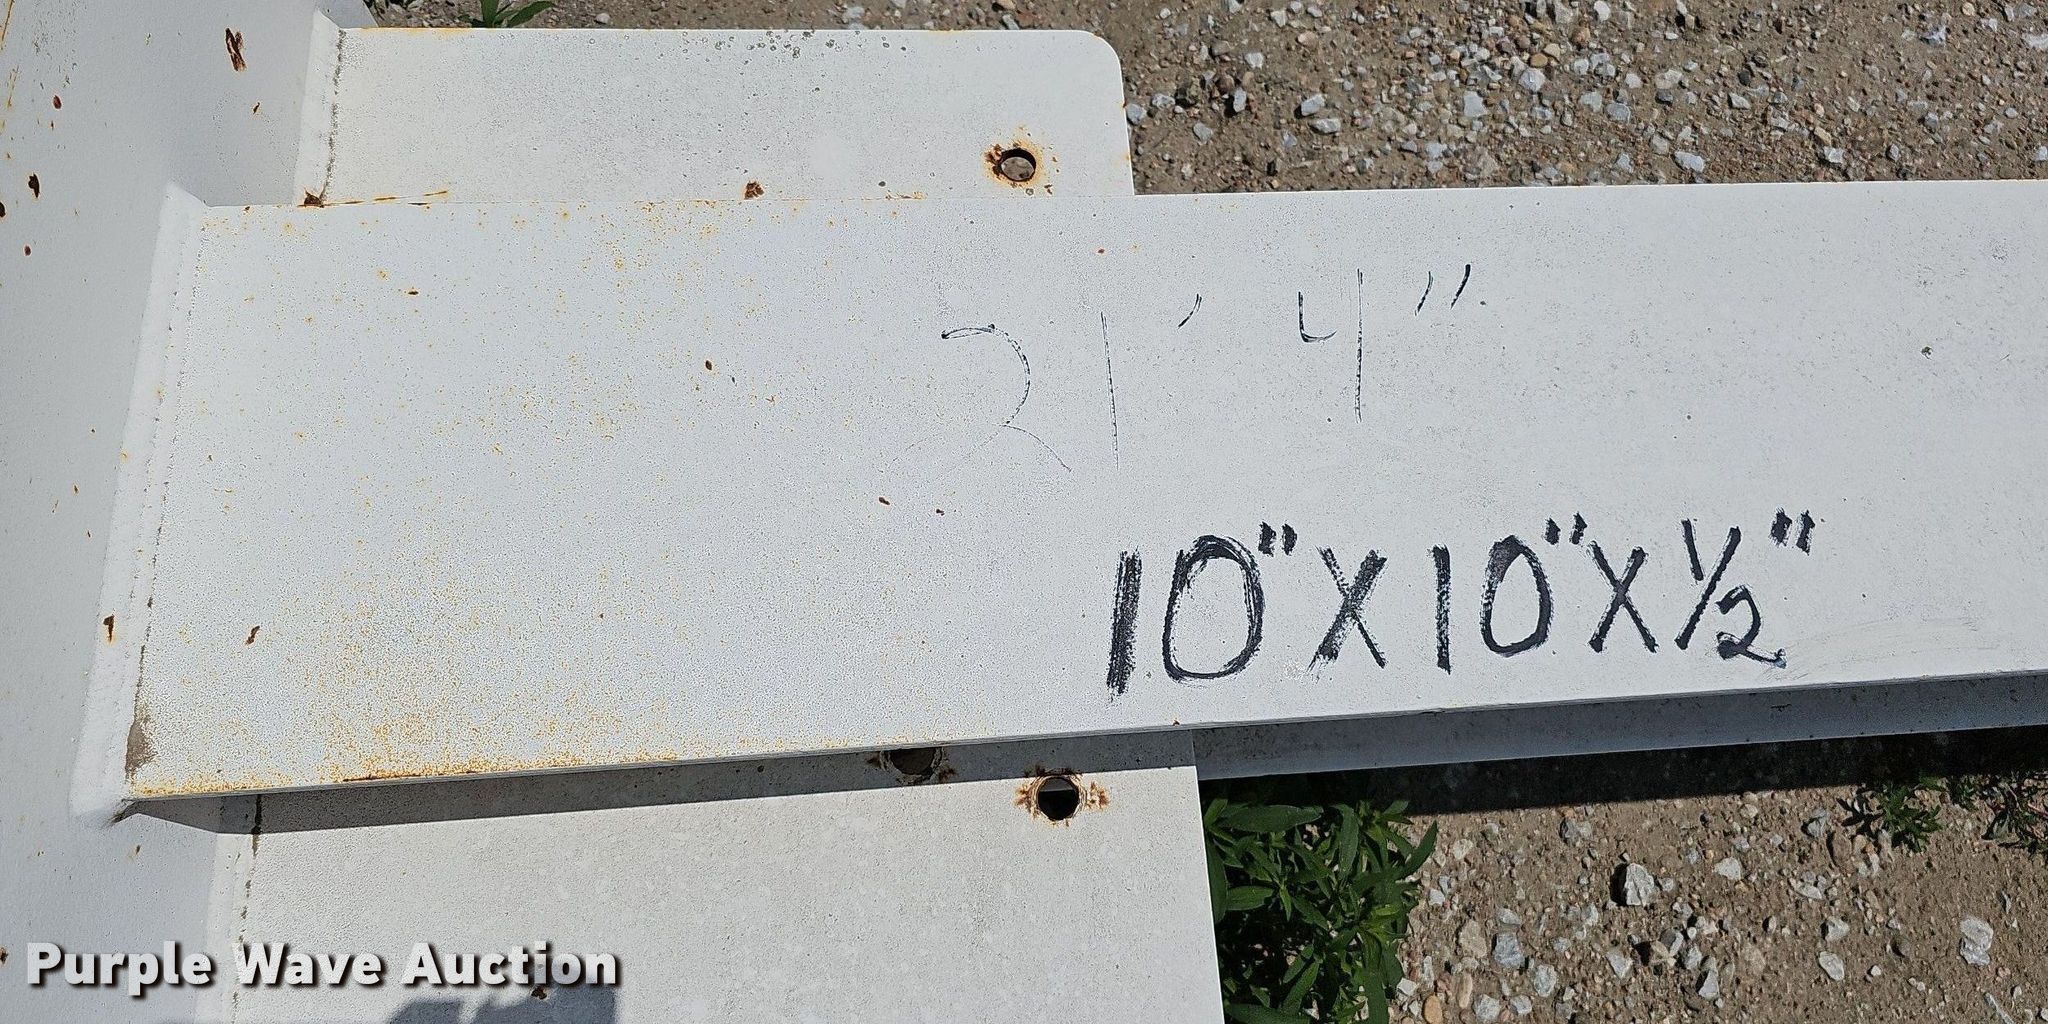 21' 4"
10"X10"X1/2"
Purple Wave Auction